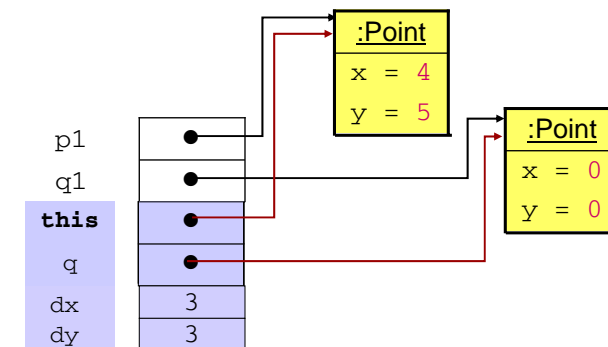 :Point
x = 4
y = 5
:Point
x = 0
y = 0
p1
q1
this
q
dx 3
dy 3